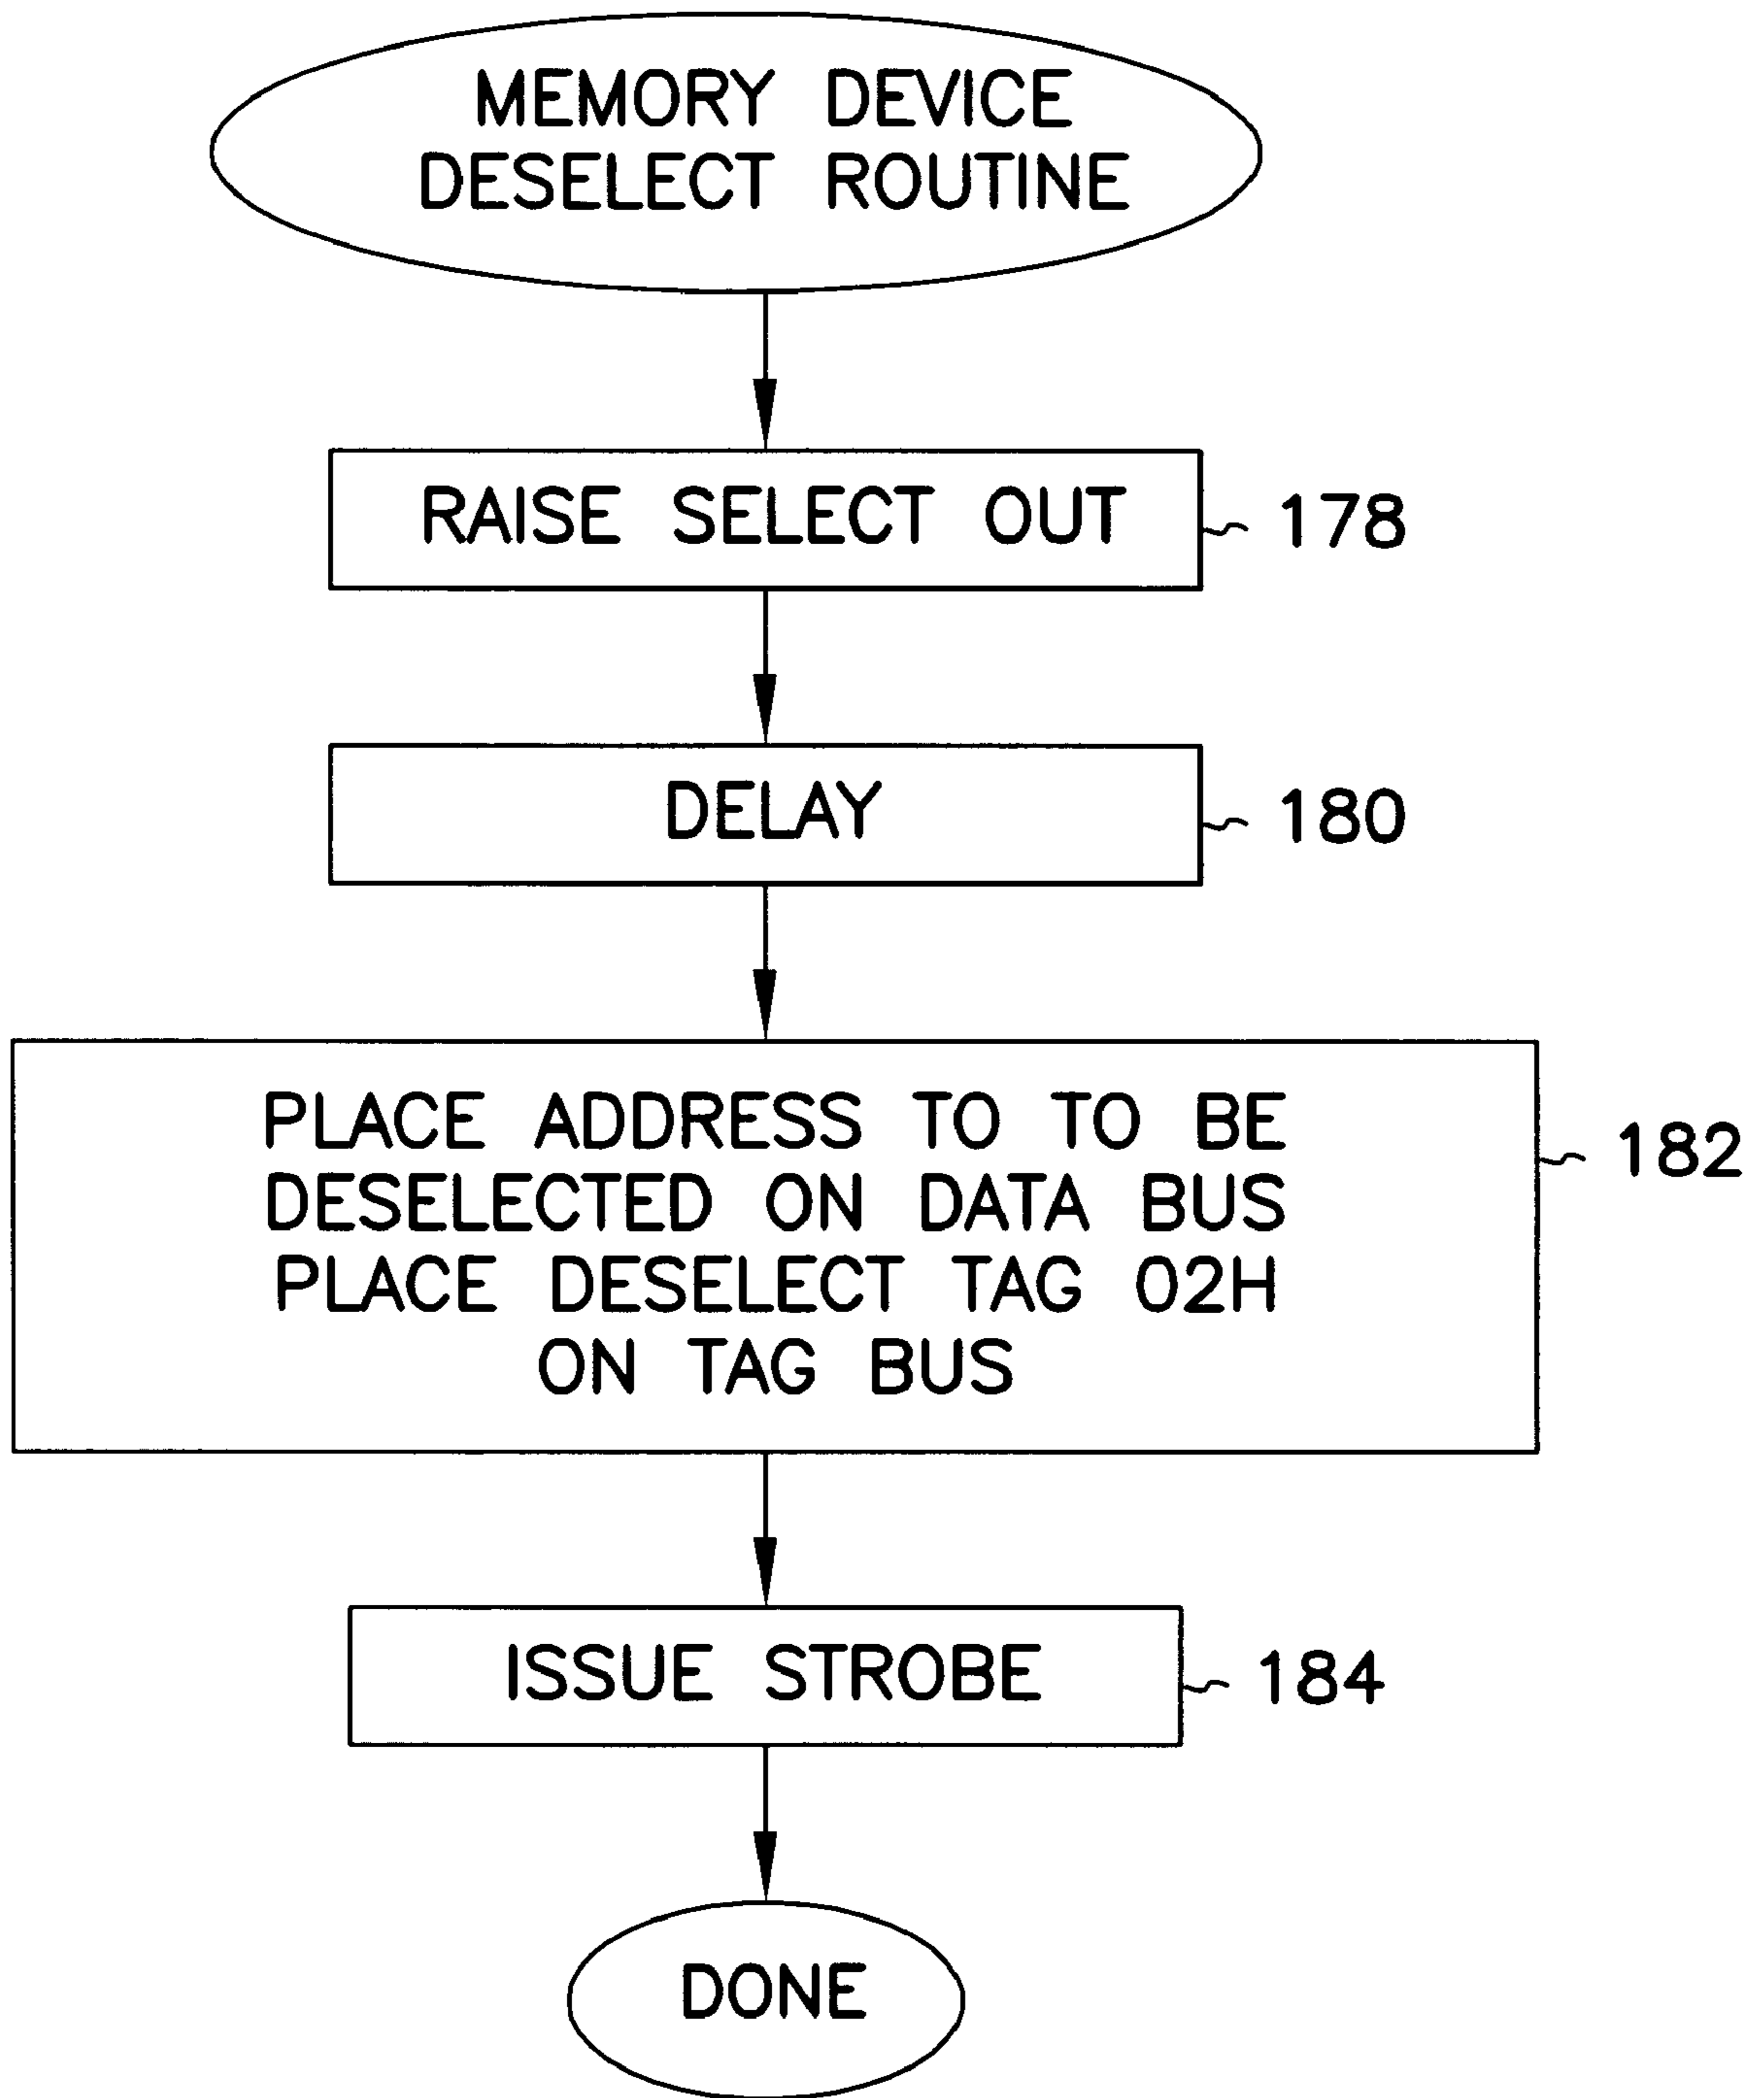 MEMORY DEVICE
DESELECT ROUTINE
RAISE SELECT OUT
178
DELAY
180
PLACE ADDRESS TO TO BE
DESELECTED ON DATA BUS
PLACE DESELECT TAG 02H
ON TAG BUS
182
ISSUE STROBE
184
DONE